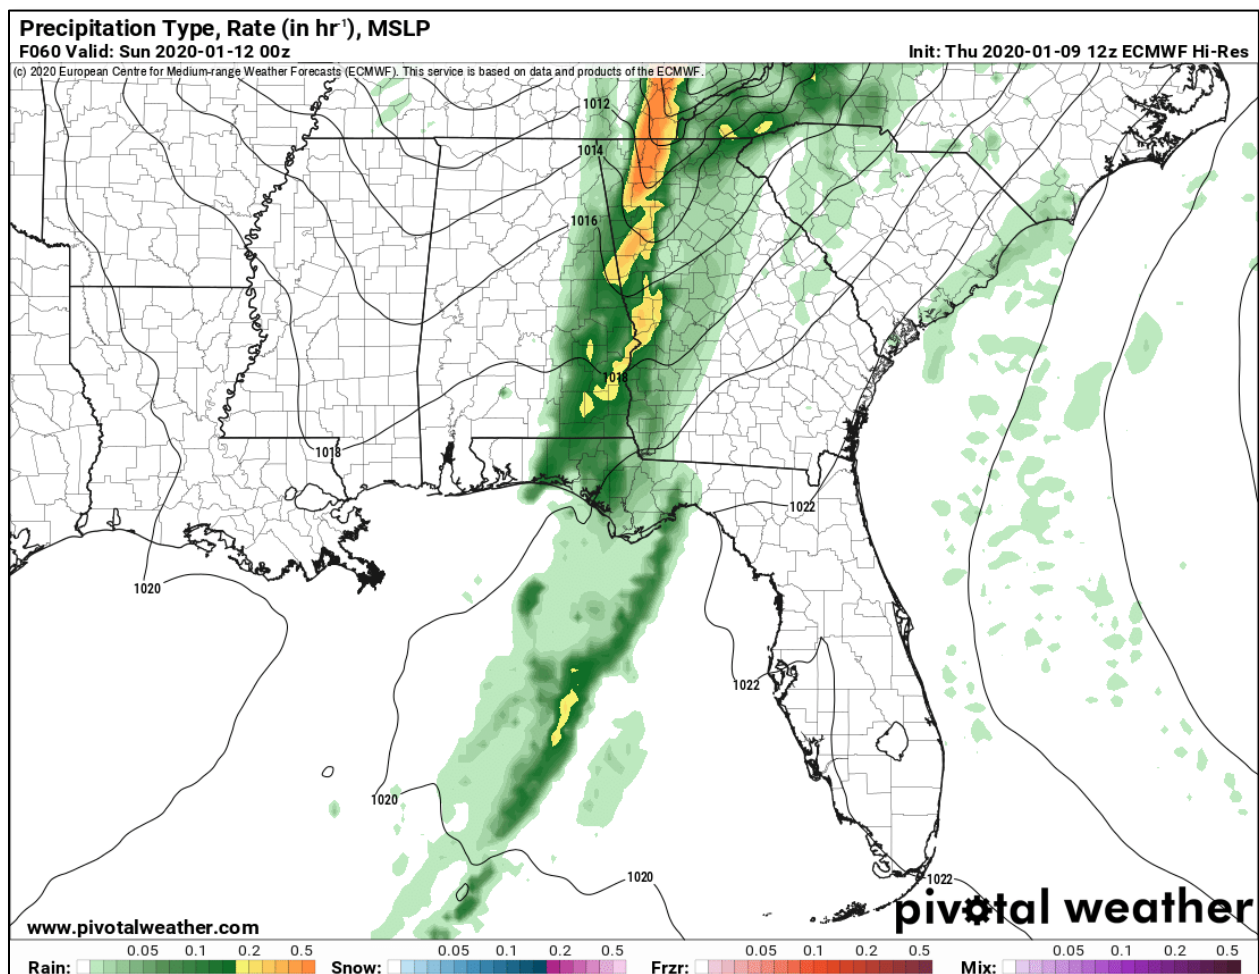 Precipitation Type, Rate (in hr⁻¹), MSLP
F060 Valid: Sun 2020-01-12 00z
Init: Thu 2020-01-09 12z ECMWF Hi-Res
(c) 2020 European Centre for Medium-range Weather Forecasts (ECMWF). This service is based on data and products of the ECMWF.
1012
1014
1016
1018
1018
1022
1020
1022
1020
1020
1022
www.pivotalweather.com
pivotal weather
Rain: 0.05 0.1 0.2 0.5
Snow: 0.05 0.1 0.2 0.5
Frzr: 0.05 0.1 0.2 0.5
Mix: 0.05 0.1 0.2 0.5